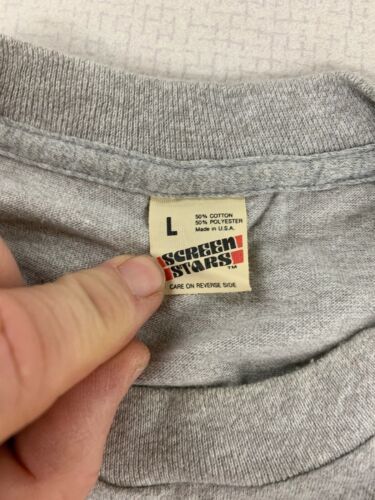 L
50% COTTON
50% POLYESTER
Made in U.S.A.
SCREEN
STARS
TM
CARE ON REVERSE SIDE